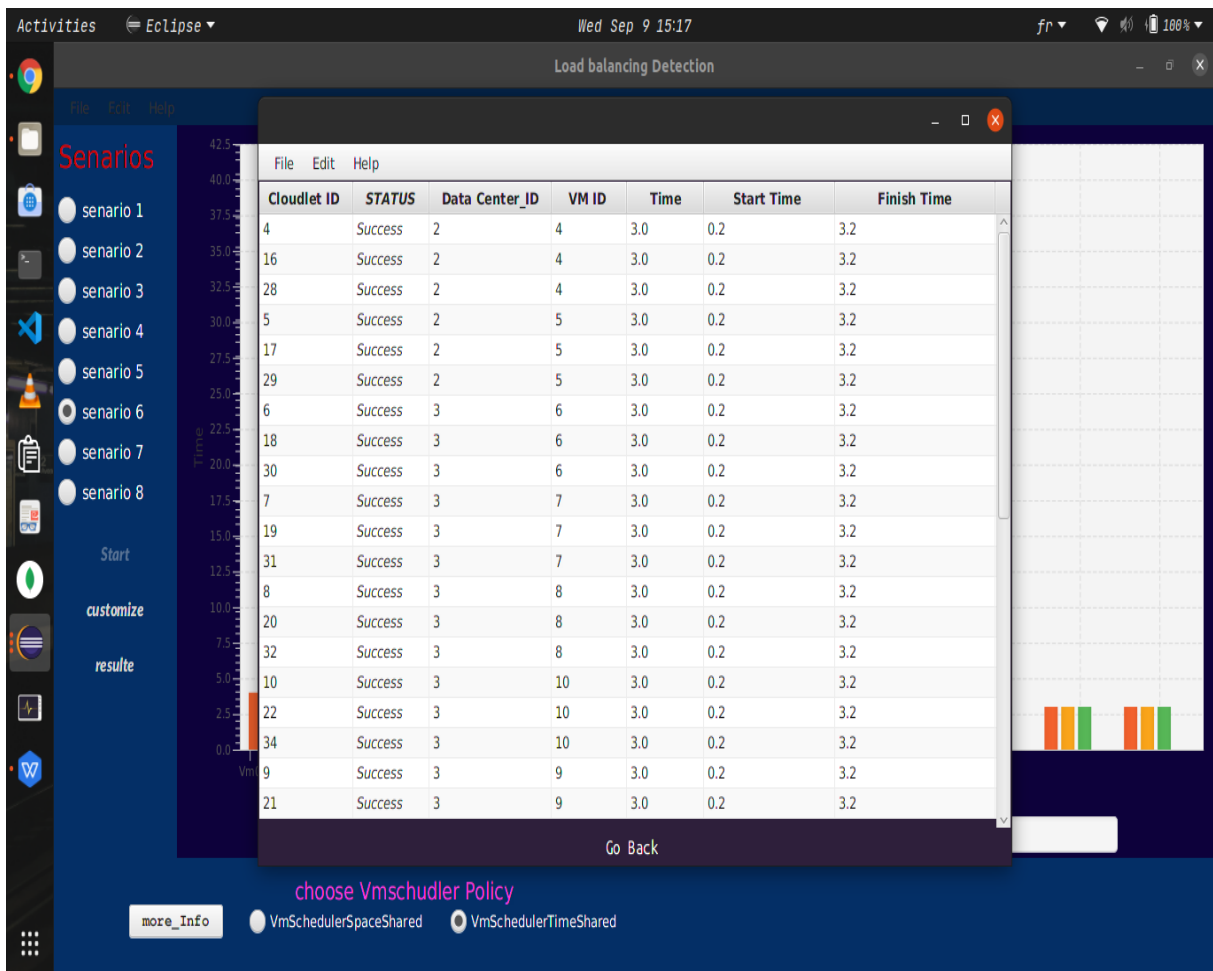 Activities Eclipse Wed Sep 9 15:17 fr 100%
Load balancing Detection
File Edit Help
Senarios
senario 1
senario 2
senario 3
senario 4
senario 5
senario 6
senario 7
senario 8
Start
customize
resulte
Time
42.5
40.0
37.5
35.0
32.5
30.0
27.5
25.0
22.5
20.0
17.5
15.0
12.5
10.0
7.5
5.0
2.5
0.0
File Edit Help
Cloudlet ID STATUS Data Center_ID VM ID Time Start Time Finish Time
4 Success 2 4 3.0 0.2 3.2
16 Success 2 4 3.0 0.2 3.2
28 Success 2 4 3.0 0.2 3.2
5 Success 2 5 3.0 0.2 3.2
17 Success 2 5 3.0 0.2 3.2
29 Success 2 5 3.0 0.2 3.2
6 Success 3 6 3.0 0.2 3.2
18 Success 3 6 3.0 0.2 3.2
30 Success 3 6 3.0 0.2 3.2
7 Success 3 7 3.0 0.2 3.2
19 Success 3 7 3.0 0.2 3.2
31 Success 3 7 3.0 0.2 3.2
8 Success 3 8 3.0 0.2 3.2
20 Success 3 8 3.0 0.2 3.2
32 Success 3 8 3.0 0.2 3.2
10 Success 3 10 3.0 0.2 3.2
22 Success 3 10 3.0 0.2 3.2
34 Success 3 10 3.0 0.2 3.2
9 Success 3 9 3.0 0.2 3.2
21 Success 3 9 3.0 0.2 3.2
Go Back
choose Vmschudler Policy
more_Info VmSchedulerSpaceShared VmSchedulerTimeShared